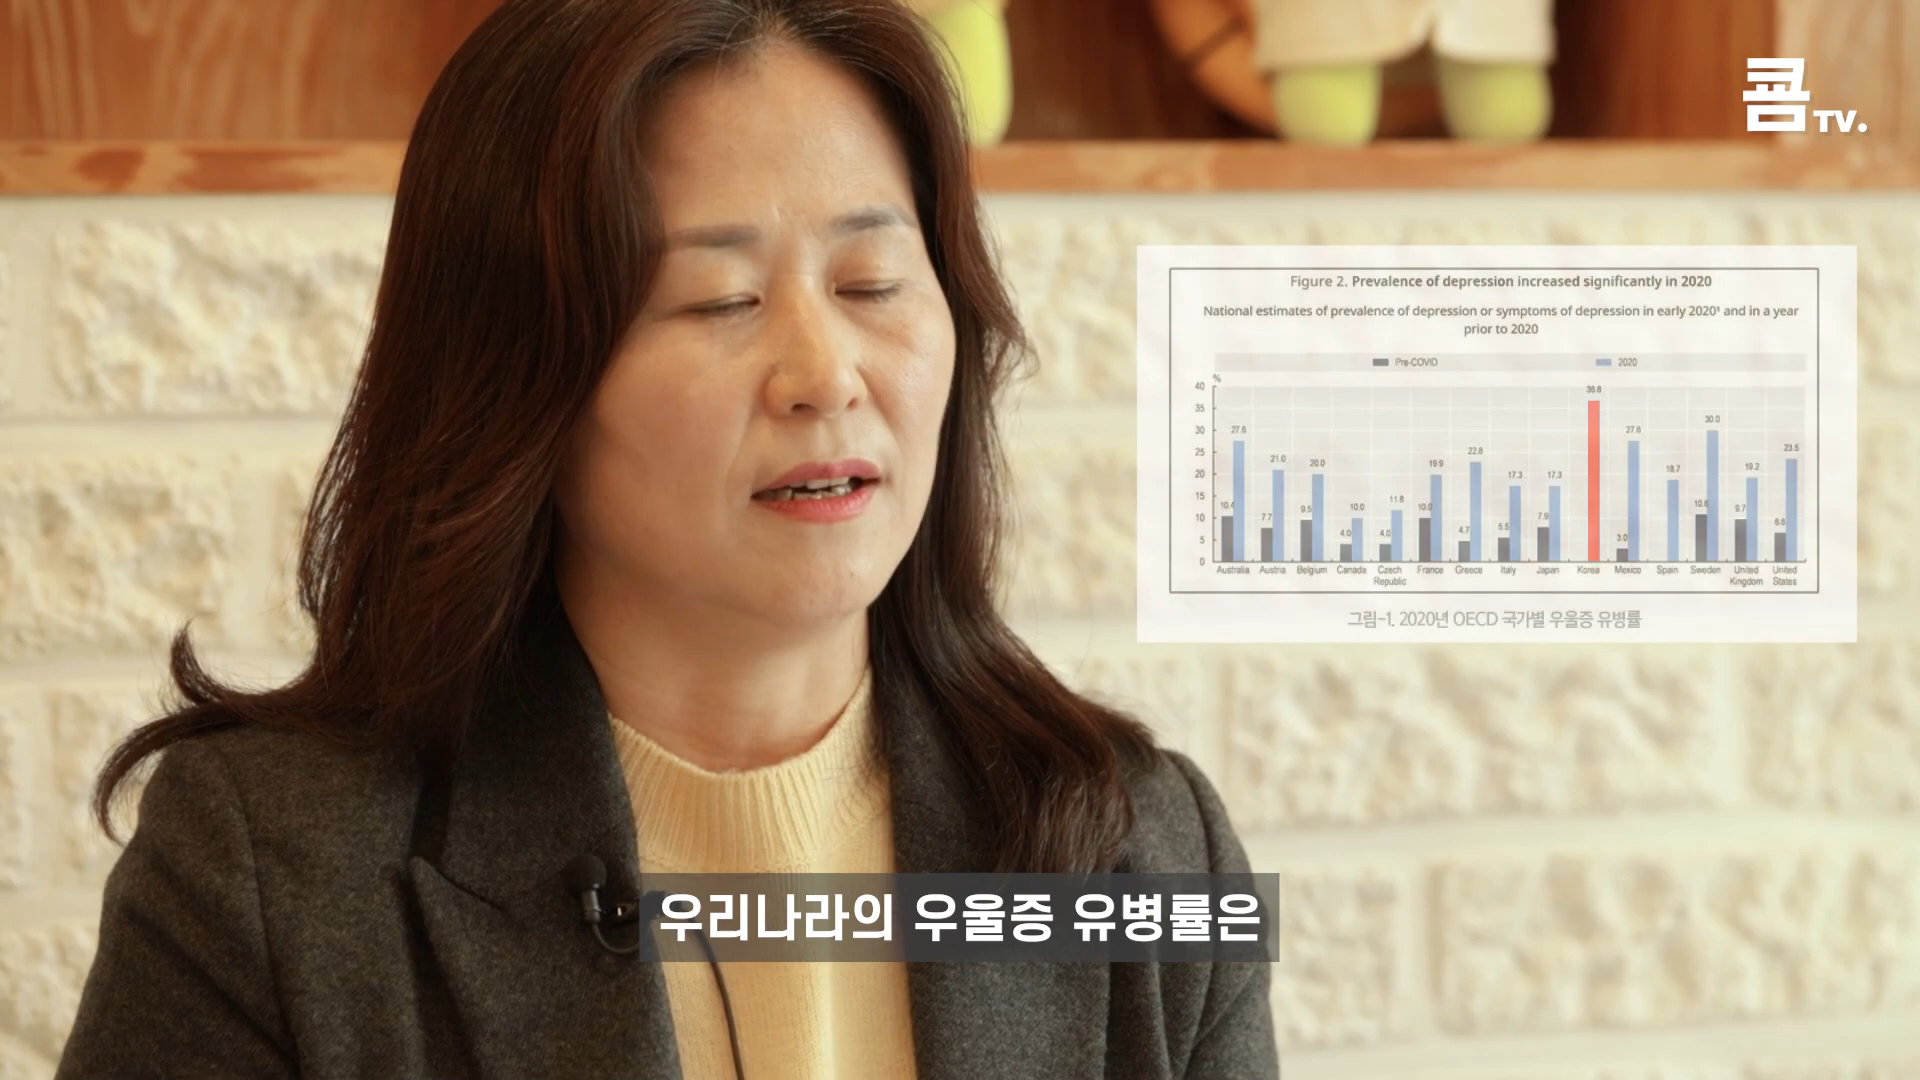 콤TV.
Figure 2. Prevalence of depression increased significantly in 2020
National estimates of prevalence of depression or symptoms of depression in early 2020¹ and in a year
prior to 2020
Pre-COVID 2020
%
40
35
30
25
20
15
10
5
0
10.4 27.6 7.7 21.0 9.5 20.0 4.0 10.0 4.0 11.8 10.0 19.9 4.7 22.8 5.5 17.3 7.9 17.3 36.8 3.0 27.6 18.7 10.8 30.0 9.7 19.2 6.6 23.5
Australia Austria Belgium Canada Czech Republic France Greece Italy Japan Korea Mexico Spain Sweden United Kingdom United States
그림-1. 2020년 OECD 국가별 우울증 유병률
우리나라의 우울증 유병률은